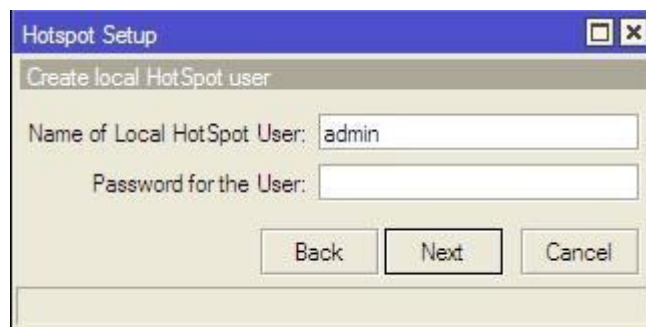 Hotspot Setup
Create local HotSpot user
Name of Local HotSpot User: admin
Password for the User:
Back Next Cancel